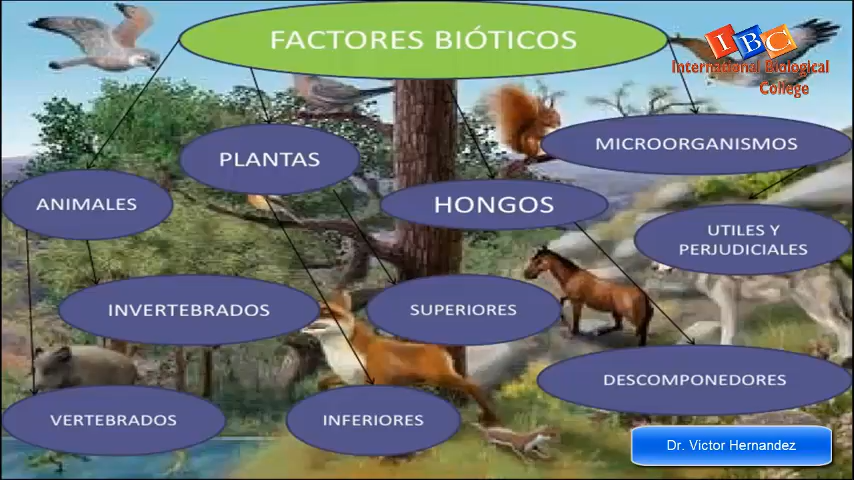 FACTORES BIÓTICOS
IBC
International Biological
College
PLANTAS
MICROORGANISMOS
ANIMALES
HONGOS
UTILES Y
PERJUDICIALES
INVERTEBRADOS
SUPERIORES
DESCOMPONEDORES
VERTEBRADOS
INFERIORES
Dr. Victor Hernandez